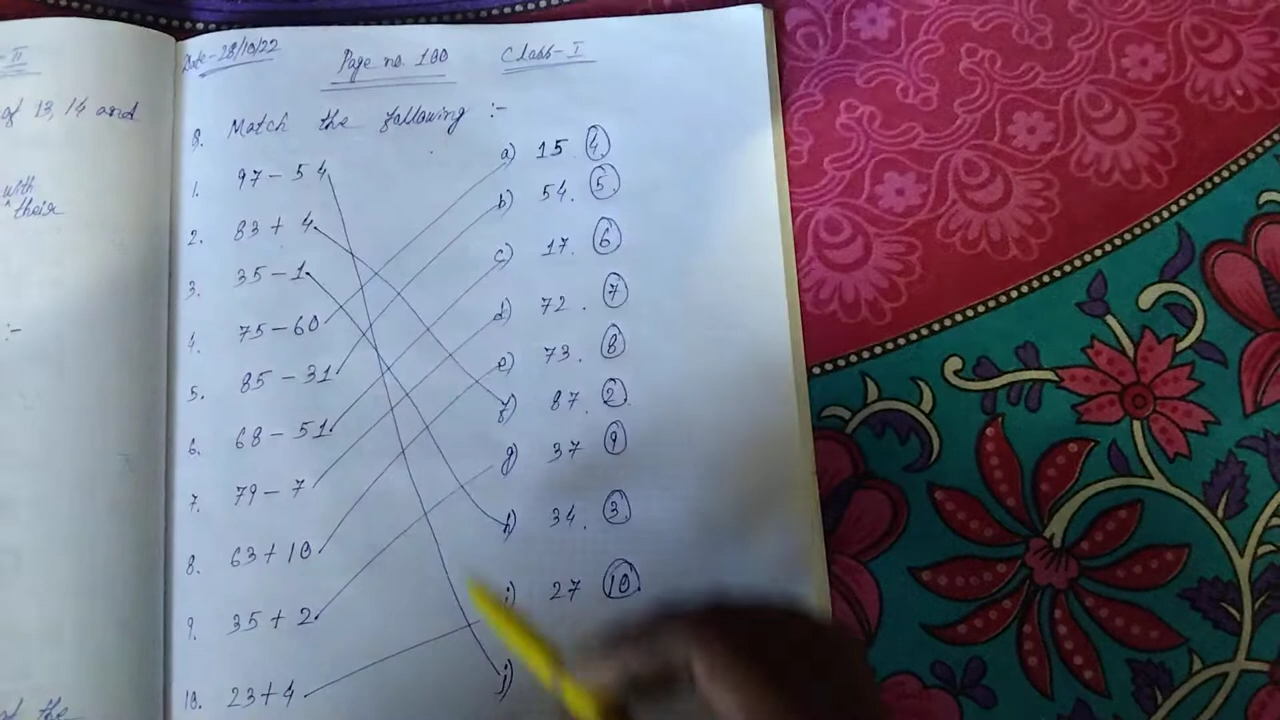 - II
of 13, 14 and
with
their
:-
of the
Date - 28/10/22 Page no. 100 Class - I
Q. Match the following :-
1. 97 - 54 a) 15. 4.
2. 83 + 4 b) 54. 5.
3. 35 - 1 c) 17. 6
4. 75 - 60 d) 72. 7
5. 85 - 31 e) 73. 8
6. 68 - 51 f) 87. 2.
7. 79 - 7 g) 37 9
8. 63 + 10 h) 34. 3.
9. 35 + 2 i) 27 10.
10. 23 + 4 j)